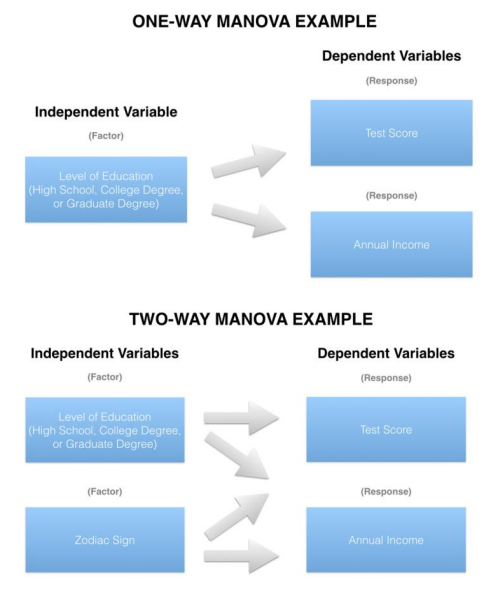 ONE-WAY MANOVA EXAMPLE
Dependent Variables
(Response)
Independent Variable
(Factor)
Test Score
Level of Education
(High School, College Degree,
or Graduate Degree)
(Response)
Annual Income
TWO-WAY MANOVA EXAMPLE
Independent Variables
Dependent Variables
(Factor)
(Response)
Level of Education
(High School, College Degree,
or Graduate Degree)
Test Score
(Factor)
(Response)
Zodiac Sign
Annual Income